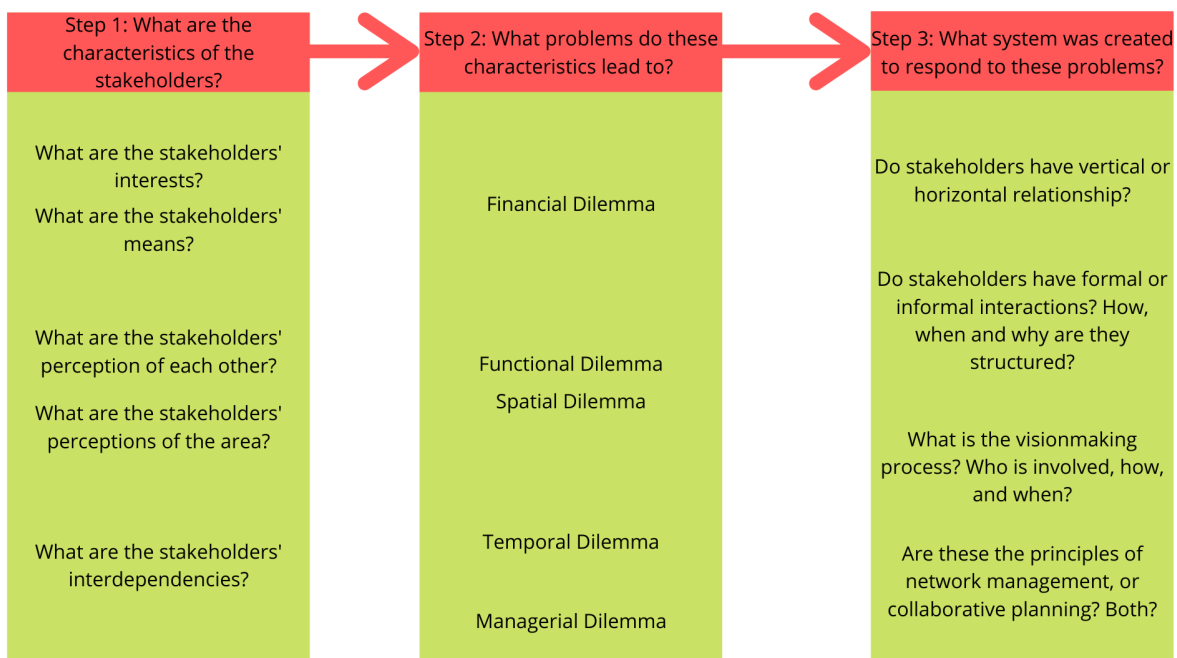 Step 1: What are the
characteristics of the
stakeholders?
What are the stakeholders'
interests?
What are the stakeholders'
means?
What are the stakeholders'
perception of each other?
What are the stakeholders'
perceptions of the area?
What are the stakeholders'
interdependencies?
Step 2: What problems do these
characteristics lead to?
Financial Dilemma
Functional Dilemma
Spatial Dilemma
Temporal Dilemma
Managerial Dilemma
Step 3: What system was created
to respond to these problems?
Do stakeholders have vertical or
horizontal relationship?
Do stakeholders have formal or
informal interactions? How,
when and why are they
structured?
What is the visionmaking
process? Who is involved, how,
and when?
Are these the principles of
network management, or
collaborative planning? Both?